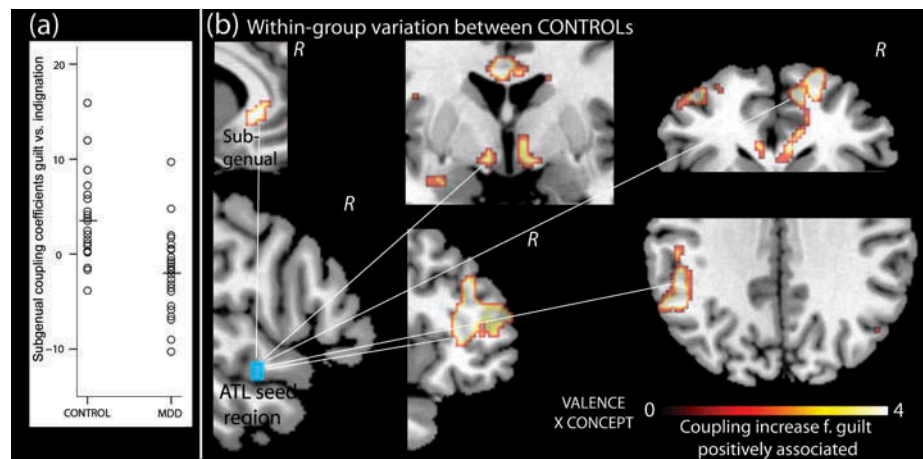 (a)
Subgenual coupling coefficients guilt vs. indignation
20
10
0
−10
CONTROL MDD
(b) Within-group variation between CONTROLs
R
R
Sub-
genual
R
R
ATL seed
region
VALENCE
X CONCEPT
0 4
Coupling increase f. guilt
positively associated